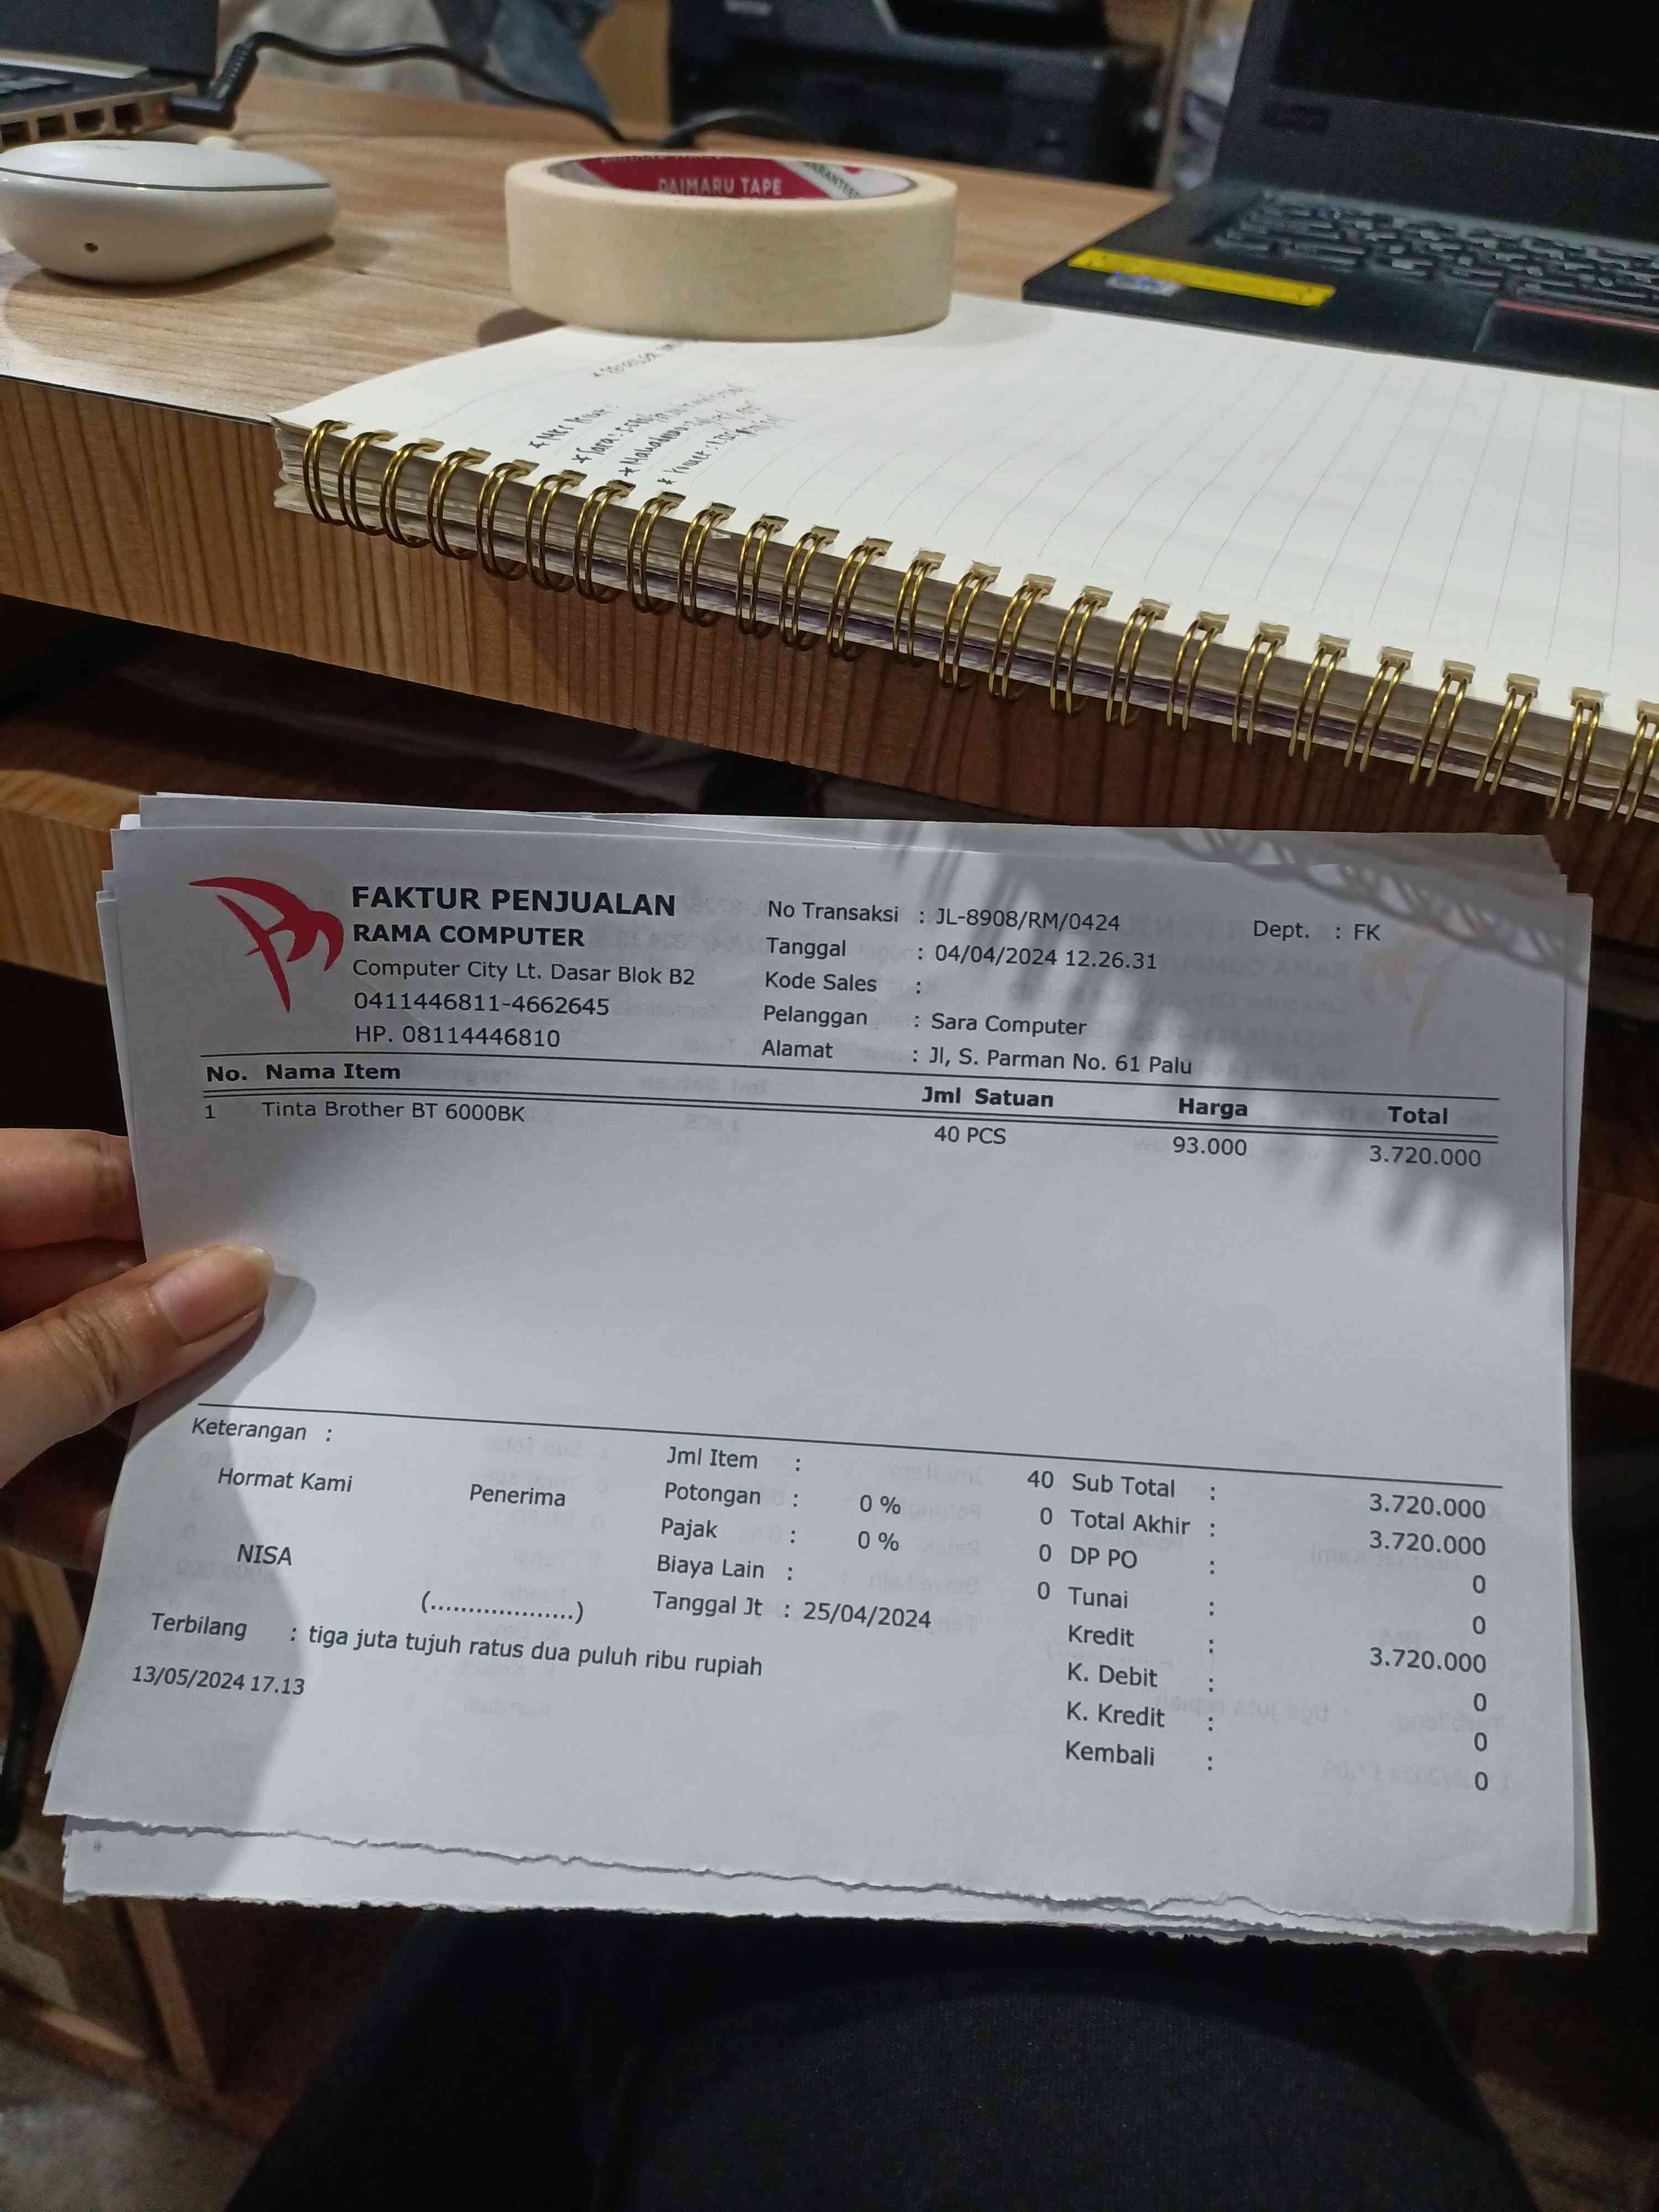 DAIMARU TAPE
FAKTUR PENJUALAN
RAMA COMPUTER
Computer City Lt. Dasar Blok B2
0411446811-4662645
HP. 08114446810
No Transaksi : JL-8908/RM/0424
Dept. : FK
Tanggal : 04/04/2024 12.26.31
Kode Sales :
Pelanggan : Sara Computer
Alamat : Jl, S. Parman No. 61 Palu
No. Nama Item Jml Satuan Harga Total
1 Tinta Brother BT 6000BK 40 PCS 93.000 3.720.000
Keterangan :
Hormat Kami
Penerima
NISA
(...................)
Jml Item : 40
Potongan : 0 % 0
Pajak : 0 % 0
Biaya Lain : 0
Tanggal Jt : 25/04/2024
Sub Total : 3.720.000
Total Akhir : 3.720.000
DP PO : 0
Tunai : 0
Kredit : 3.720.000
K. Debit : 0
K. Kredit : 0
Kembali : 0
Terbilang : tiga juta tujuh ratus dua puluh ribu rupiah
13/05/2024 17.13